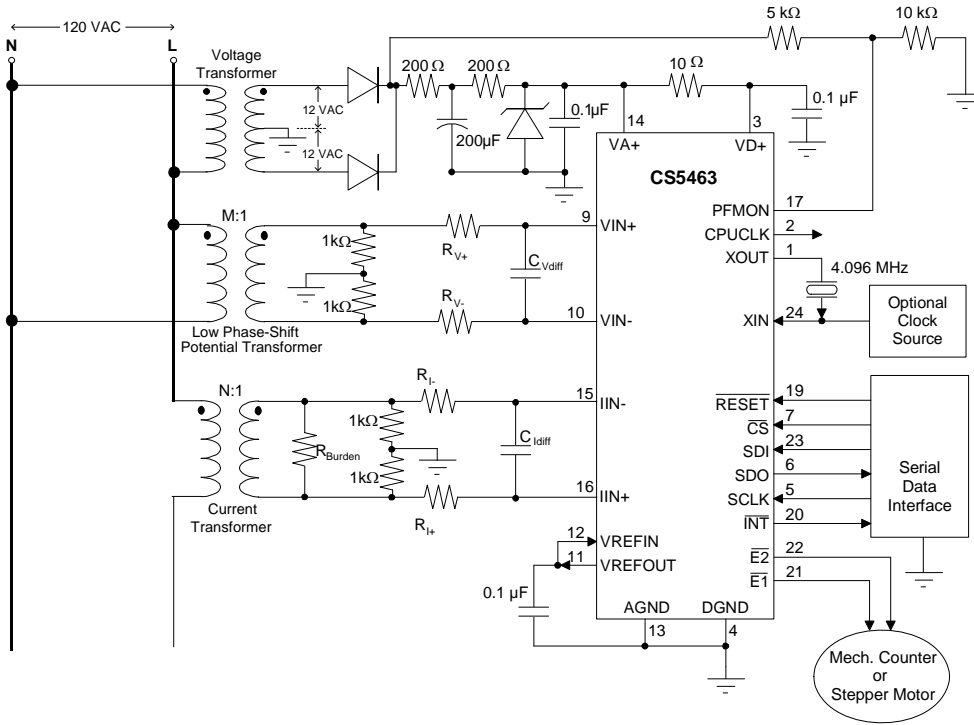 120 VAC
N
L
Voltage
Transformer
12 VAC
12 VAC
200 Ω
200 Ω
200µF
0.1µF
5 kΩ
10 kΩ
10 Ω
0.1 µF
14
VA+
3
VD+
CS5463
PFMON
17
CPUCLK
2
XOUT
1
4.096 MHz
XIN
24
Optional
Clock
Source
M:1
1kΩ
1kΩ
RV+
RV-
CVdiff
9
VIN+
10
VIN-
Low Phase-Shift
Potential Transformer
N:1
RBurden
1kΩ
1kΩ
RI-
RI+
CIdiff
15
IIN-
16
IIN+
Current
Transformer
12
VREFIN
11
VREFOUT
0.1 µF
RESET
19
CS
7
SDI
23
SDO
6
SCLK
5
INT
20
Serial
Data
Interface
E2
22
E1
21
AGND
DGND
13
4
Mech. Counter
or
Stepper Motor